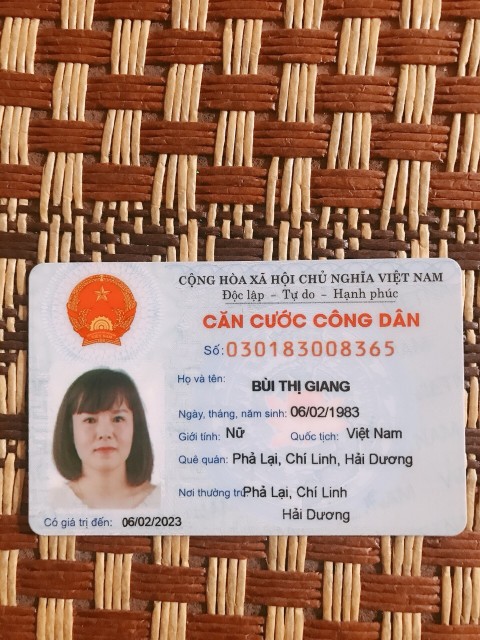 CỘNG HÒA XÃ HỘI CHỦ NGHĨA VIỆT NAM
Độc lập - Tự do - Hạnh phúc
CĂN CƯỚC CÔNG DÂN
Số: 030183008365
Họ và tên: BÙI THỊ GIANG
Ngày, tháng, năm sinh: 06/02/1983
Giới tính: Nữ Quốc tịch: Việt Nam
Quê quán: Phả Lại, Chí Linh, Hải Dương
Nơi thường trú: Phả Lại, Chí Linh
Hải Dương
Có giá trị đến: 06/02/2023